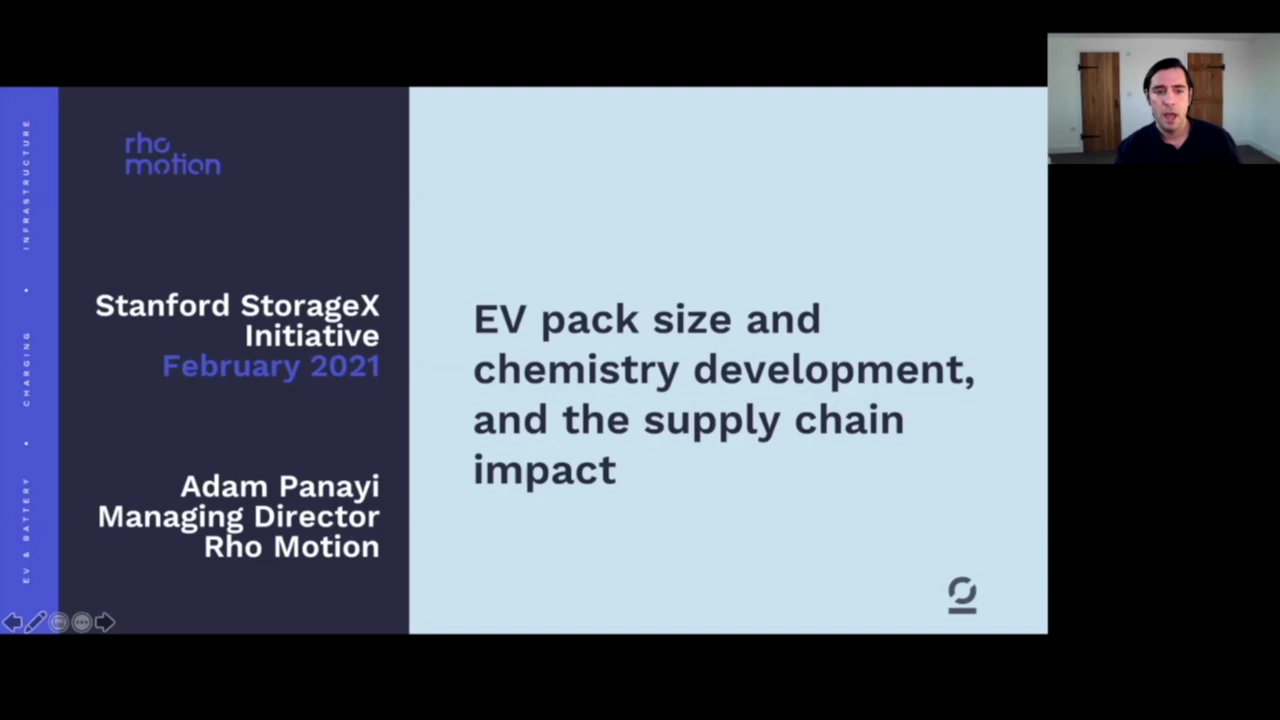 rho
motion
Stanford StorageX
Initiative
February 2021
Adam Panayi
Managing Director
Rho Motion
EV & BATTERY • CHARGING • INFRASTRUCTURE
EV pack size and
chemistry development,
and the supply chain
impact